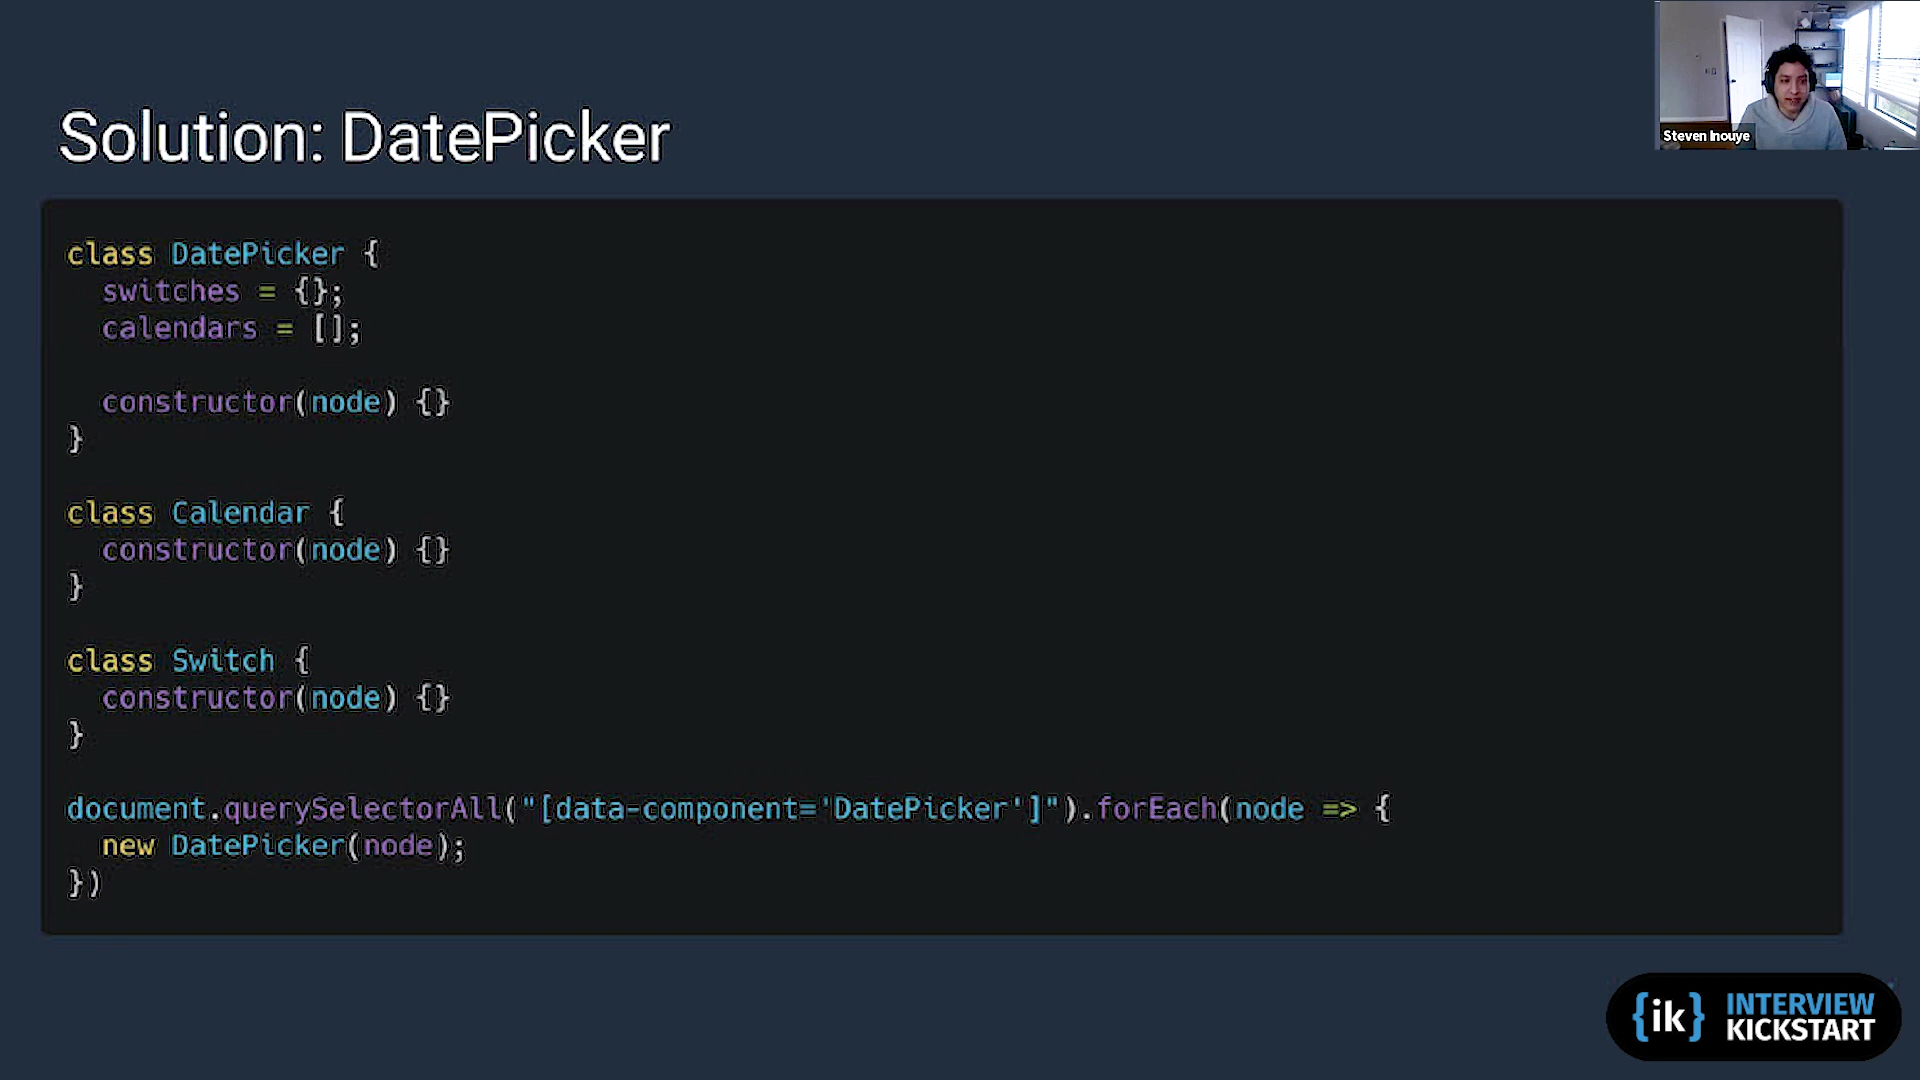 Steven Inouye
Solution: DatePicker
class DatePicker {
  switches = {};
  calendars = [];

  constructor(node) {}
}

class Calendar {
  constructor(node) {}
}

class Switch {
  constructor(node) {}
}

document.querySelectorAll("[data-component='DatePicker']").forEach(node => {
  new DatePicker(node);
})
{ik} INTERVIEW
KICKSTART